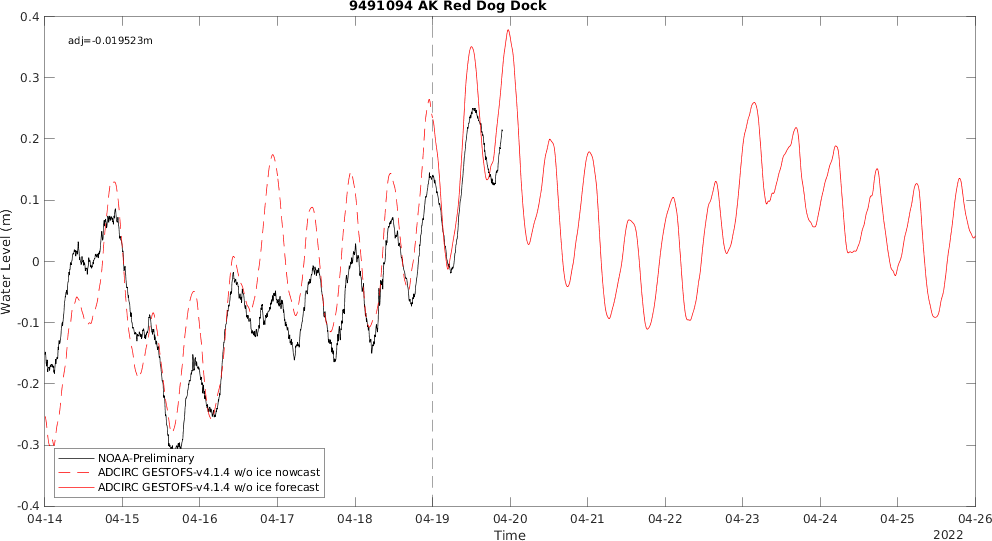 9491094 AK Red Dog Dock
adj=-0.019523m
0.4
0.3
0.2
0.1
0
-0.1
-0.2
-0.3
-0.4
Water Level (m)
NOAA-Preliminary
ADCIRC GESTOFS-v4.1.4 w/o ice nowcast
ADCIRC GESTOFS-v4.1.4 w/o ice forecast
04-14 04-15 04-16 04-17 04-18 04-19 04-20 04-21 04-22 04-23 04-24 04-25 04-26
Time
2022